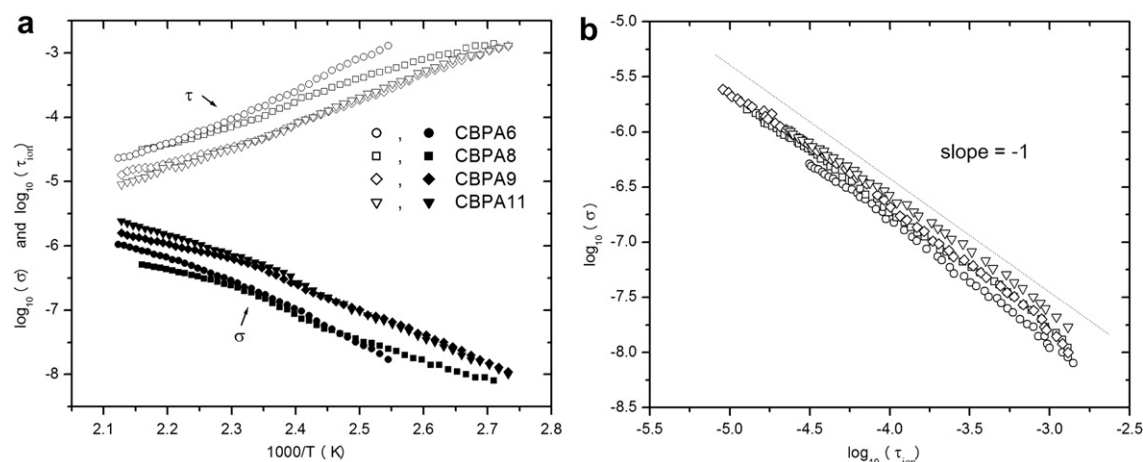 a
-3
-4
-5
-6
-7
-8
log10 (σ) and log10 (τion)
τ
σ
○ , ● CBPA6
□ , ■ CBPA8
◇ , ◆ CBPA9
▽ , ▼ CBPA11
2.1 2.2 2.3 2.4 2.5 2.6 2.7 2.8
1000/T ( K)
b
-5.0
-5.5
-6.0
-6.5
-7.0
-7.5
-8.0
-8.5
log10 (σ)
slope = -1
-5.5 -5.0 -4.5 -4.0 -3.5 -3.0 -2.5
log10 (τion)